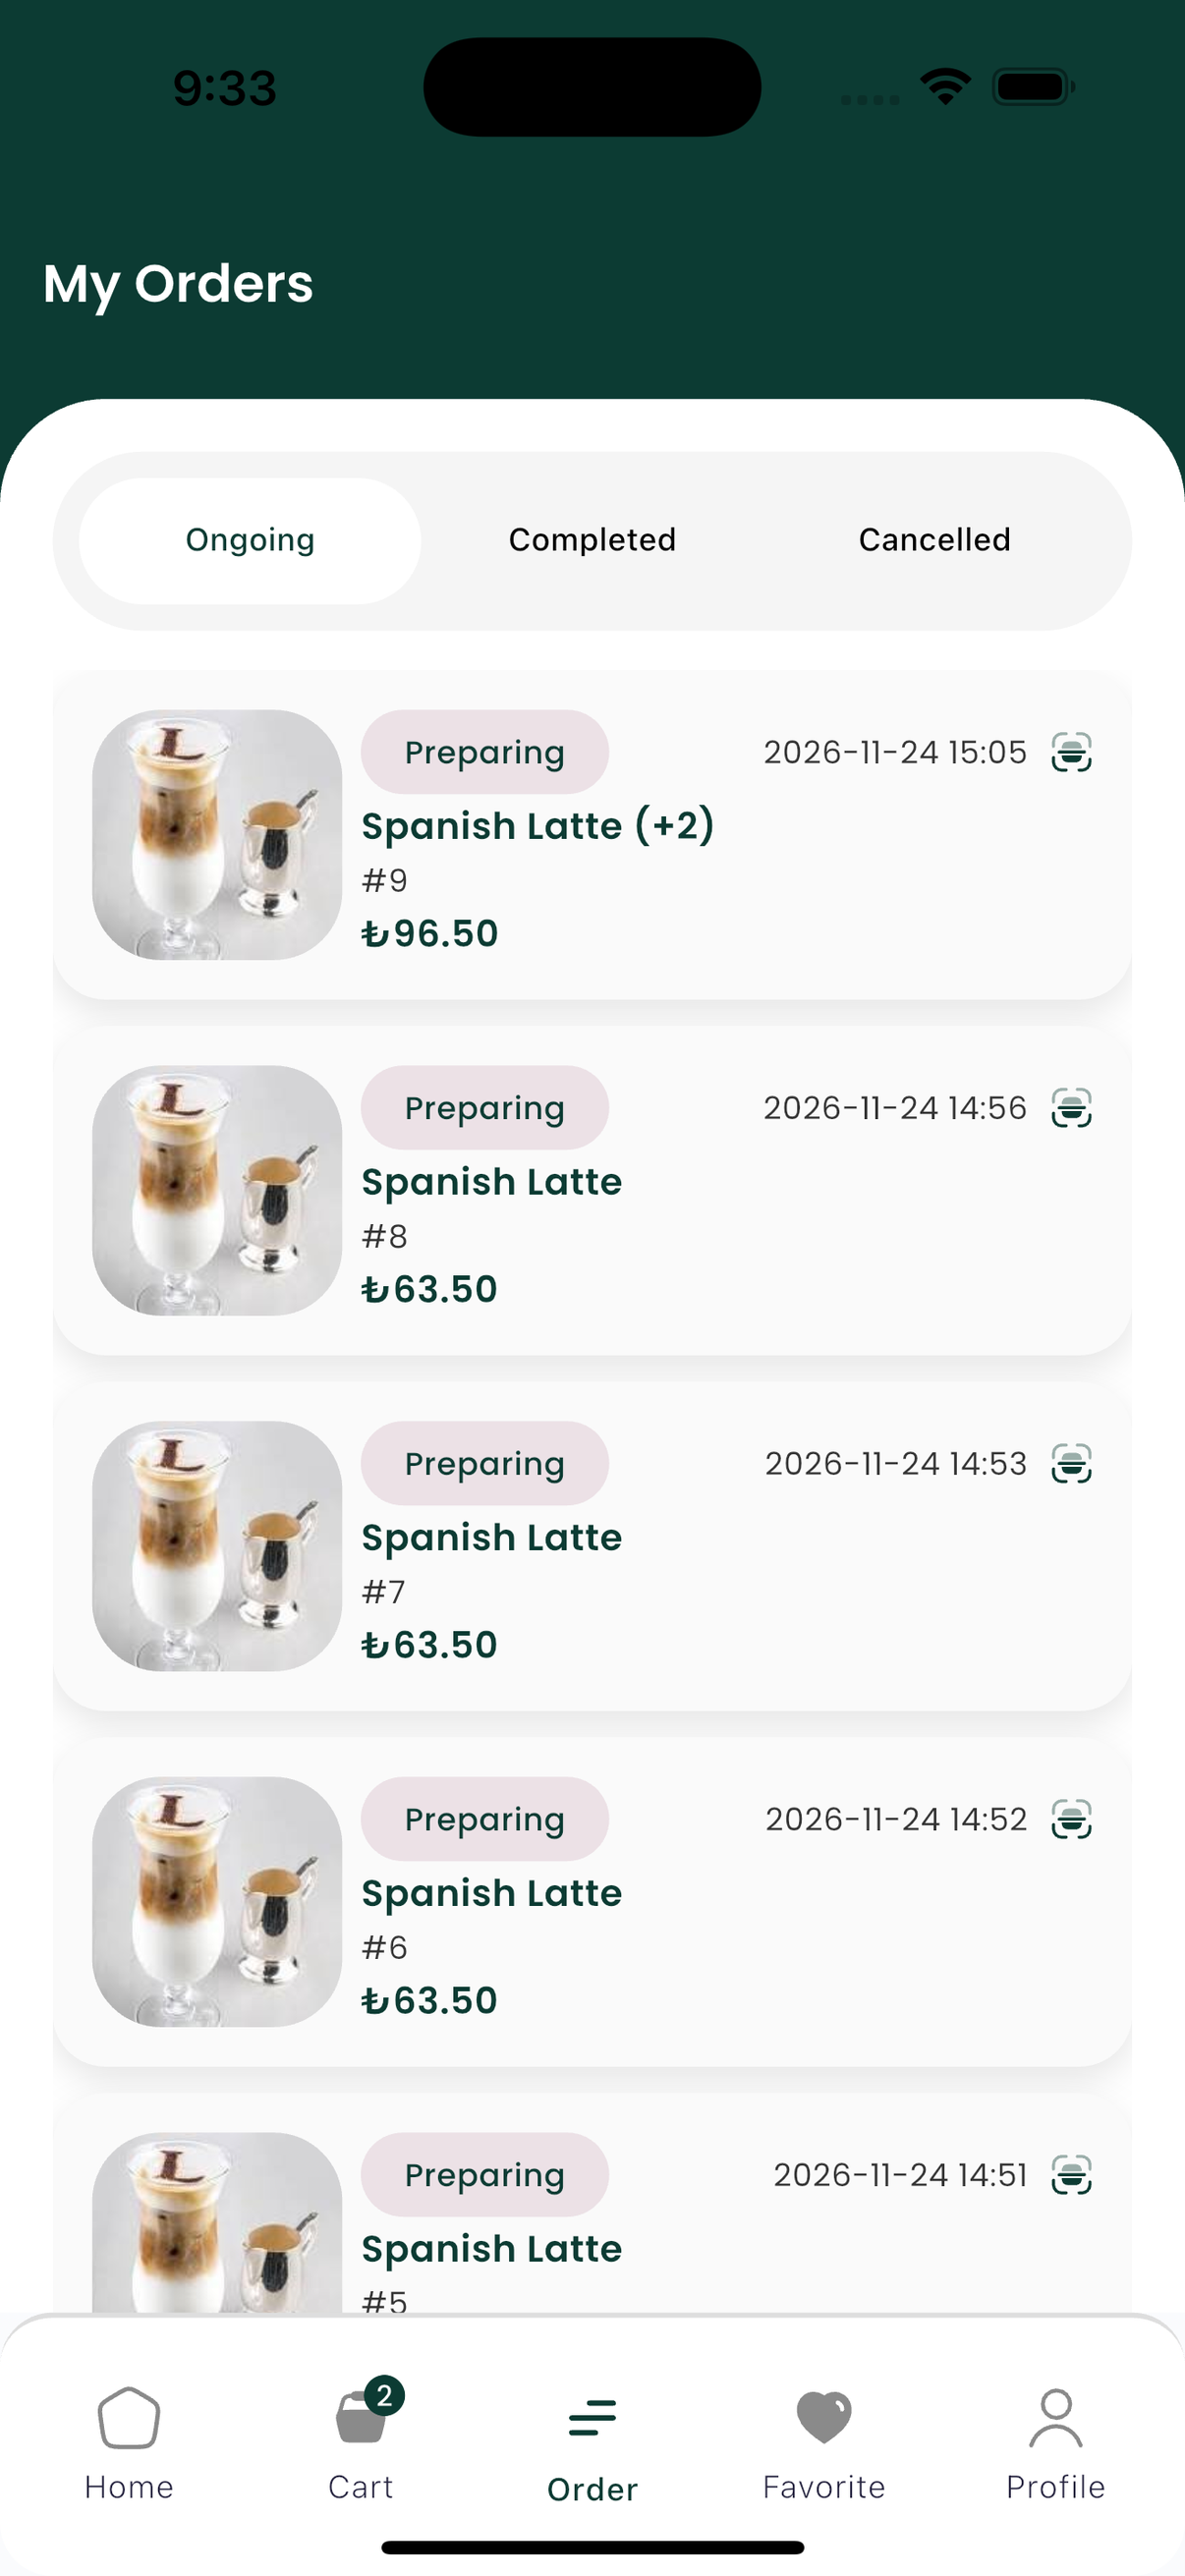 9:33
My Orders
Ongoing Completed Cancelled
Preparing 2026-11-24 15:05
Spanish Latte (+2)
#9
₺96.50
Preparing 2026-11-24 14:56
Spanish Latte
#8
₺63.50
Preparing 2026-11-24 14:53
Spanish Latte
#7
₺63.50
Preparing 2026-11-24 14:52
Spanish Latte
#6
₺63.50
Preparing 2026-11-24 14:51
Spanish Latte
#5
2
Home Cart Order Favorite Profile